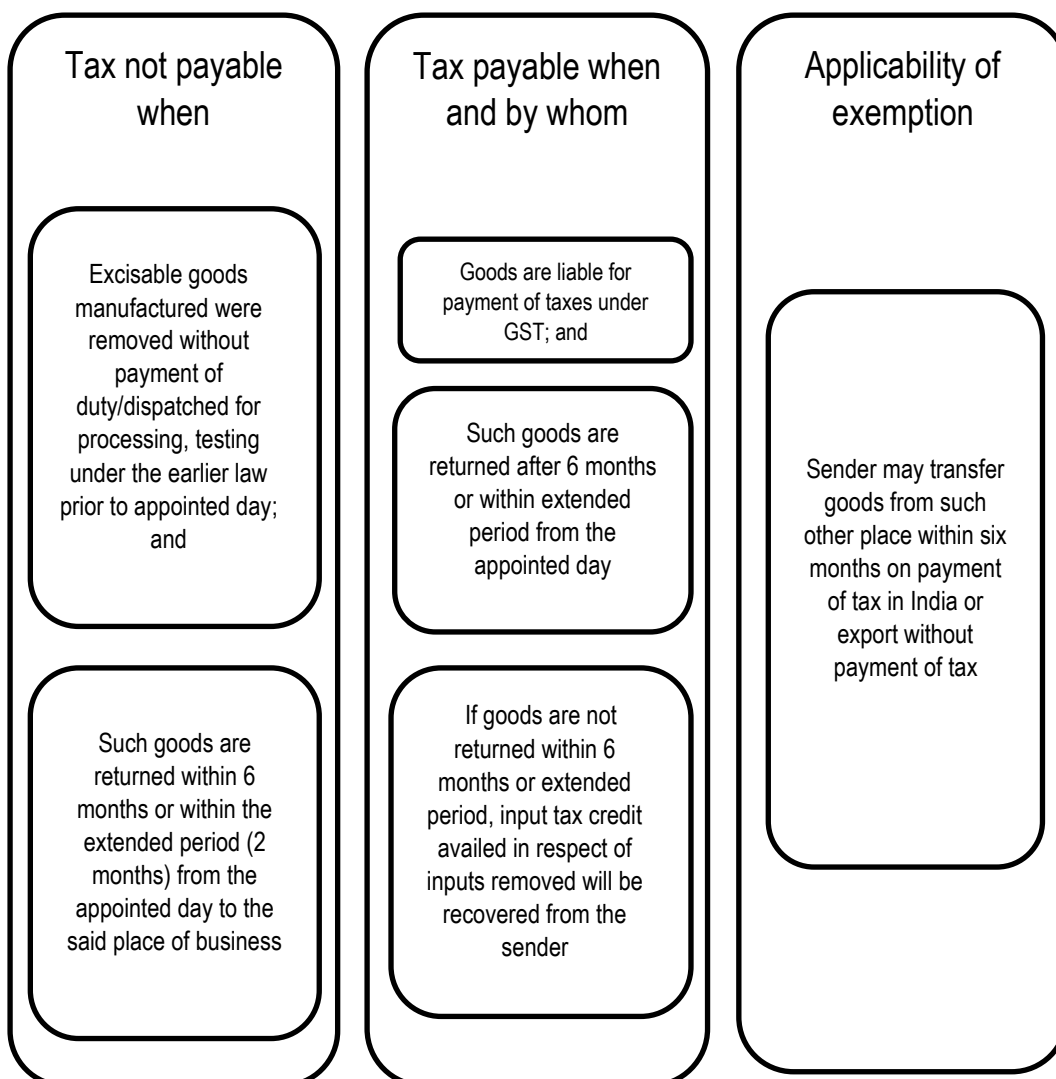 Tax not payable
when
Excisable goods
manufactured were
removed without
payment of
duty/dispatched for
processing, testing
under the earlier law
prior to appointed day;
and
Such goods are
returned within 6
months or within the
extended period (2
months) from the
appointed day to the
said place of business
Tax payable when
and by whom
Goods are liable for
payment of taxes under
GST; and
Such goods are
returned after 6 months
or within extended
period from the
appointed day
If goods are not
returned within 6
months or extended
period, input tax credit
availed in respect of
inputs removed will be
recovered from the
sender
Applicability of
exemption
Sender may transfer
goods from such
other place within six
months on payment
of tax in India or
export without
payment of tax